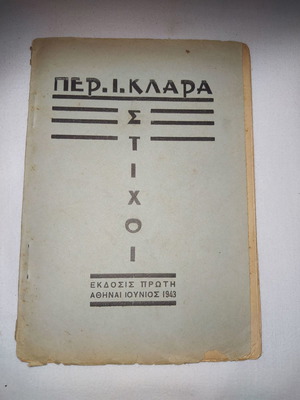 ΠΕΡ. Ι. ΚΛΑΡΑ
ΣΤΙΧΟΙ
ΕΚΔΟΣΙΣ ΠΡΩΤΗ
ΑΘΗΝΑΙ ΙΟΥΝΙΟΣ 1943